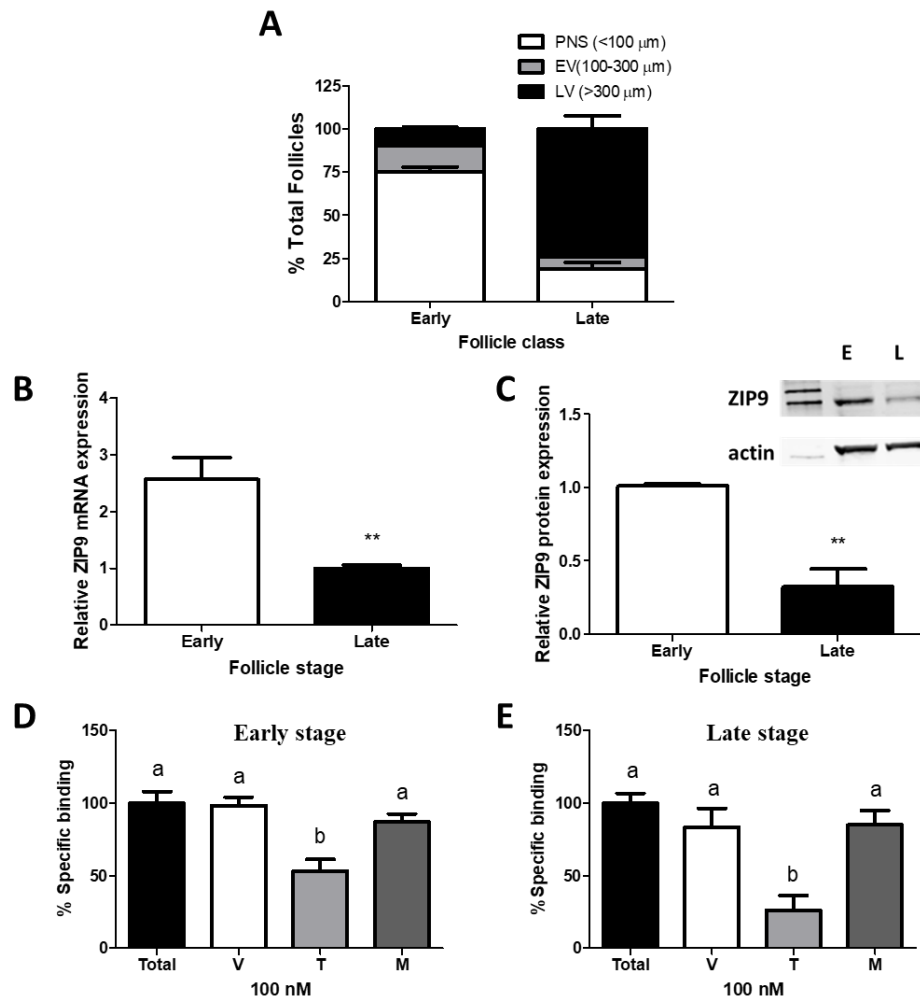 A
PNS (<100 μm)
EV(100-300 μm)
LV (>300 μm)
% Total Follicles
125
100
75
50
25
0
Early
Late
Follicle class
B
Relative ZIP9 mRNA expression
4
3
2
1
0
**
Early
Late
Follicle stage
C
E
L
ZIP9
actin
Relative ZIP9 protein expression
1.5
1.0
0.5
0.0
**
Early
Late
Follicle stage
D
Early stage
% Specific binding
150
100
50
0
a
a
b
a
Total
V
T
M
100 nM
E
Late stage
% Specific binding
150
100
50
0
a
a
b
a
Total
V
T
M
100 nM